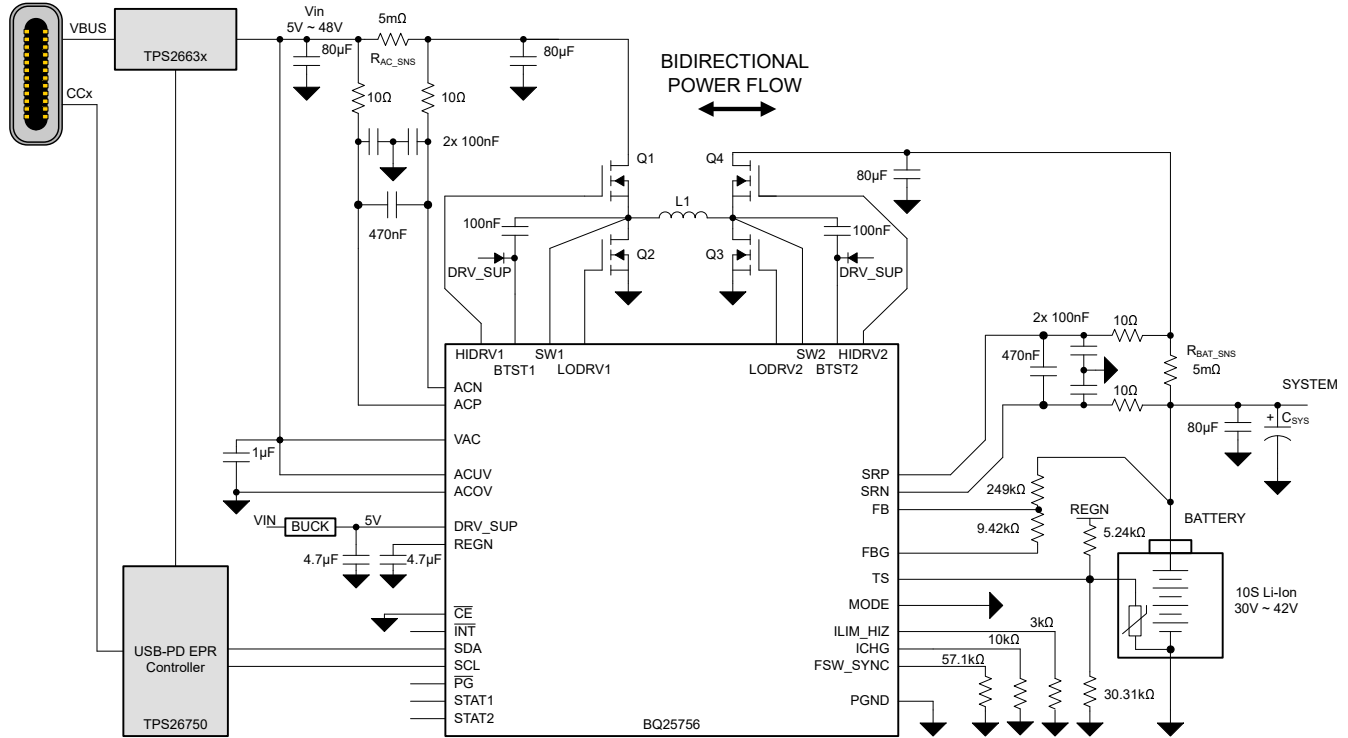 VBUS
CCx
TPS2663x
Vin
5V ~ 48V
80µF
5mΩ
RAC_SNS
80µF
10Ω
10Ω
2x 100nF
470nF
BIDIRECTIONAL
POWER FLOW
Q1
Q4
L1
80µF
100nF
Q2
Q3
100nF
DRV_SUP
DRV_SUP
HIDRV1
BTST1
SW1
LODRV1
LODRV2
SW2
BTST2
HIDRV2
2x 100nF
10Ω
470nF
RBAT_SNS
5mΩ
10Ω
SYSTEM
80µF
+
CSYS
ACN
ACP
VAC
1µF
ACUV
ACOV
VIN
BUCK
5V
DRV_SUP
REGN
4.7µF
4.7µF
CE
INT
SDA
SCL
PG
STAT1
STAT2
USB-PD EPR
Controller
TPS26750
BQ25756
SRP
SRN
FB
FBG
TS
MODE
ILIM_HIZ
ICHG
FSW_SYNC
PGND
249kΩ
9.42kΩ
REGN
5.24kΩ
BATTERY
10S Li-Ion
30V ~ 42V
3kΩ
10kΩ
57.1kΩ
30.31kΩ